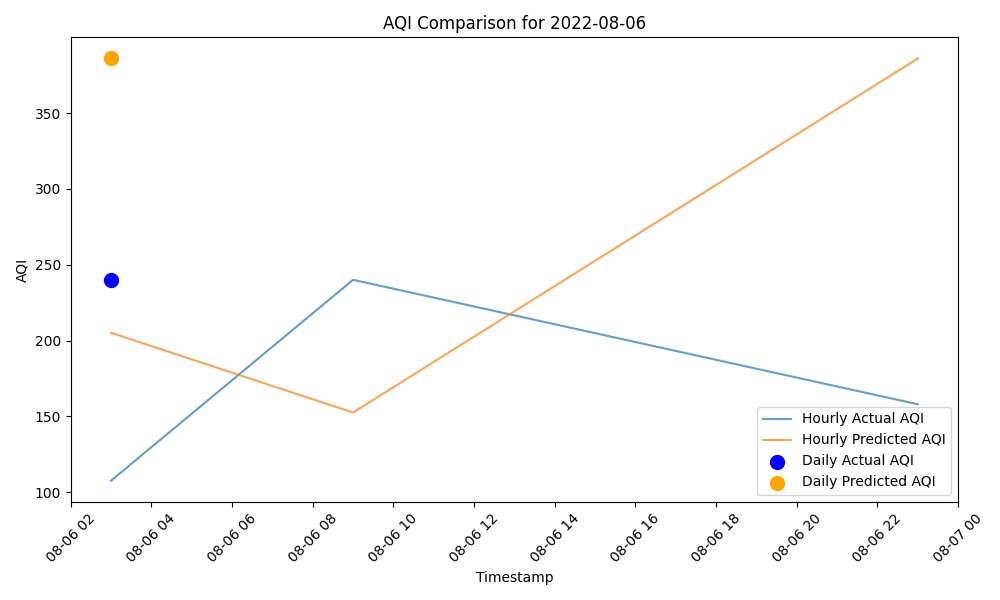 AQI Comparison for 2022-08-06
AQI
350
300
250
200
150
100
Hourly Actual AQI
Hourly Predicted AQI
Daily Actual AQI
Daily Predicted AQI
08-06 02
08-06 04
08-06 06
08-06 08
08-06 10
08-06 12
08-06 14
08-06 16
08-06 18
08-06 20
08-06 22
08-07 00
Timestamp